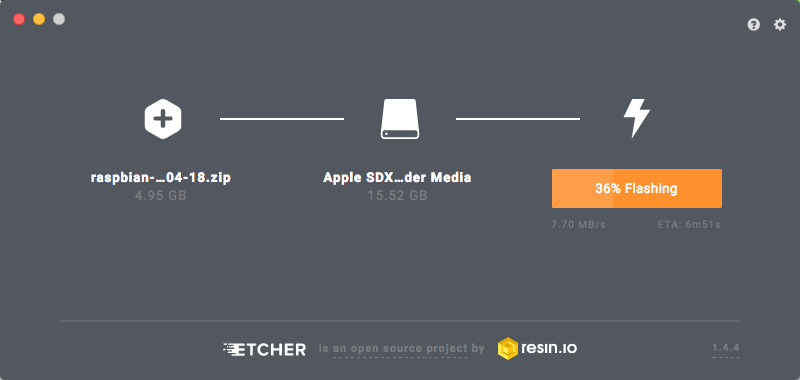 raspbian-...04-18.zip
4.95 GB
Apple SDX...der Media
15.52 GB
36% Flashing
7.70 MB/s ETA: 6m51s
ETCHER is an open source project by resin.io 1.4.4